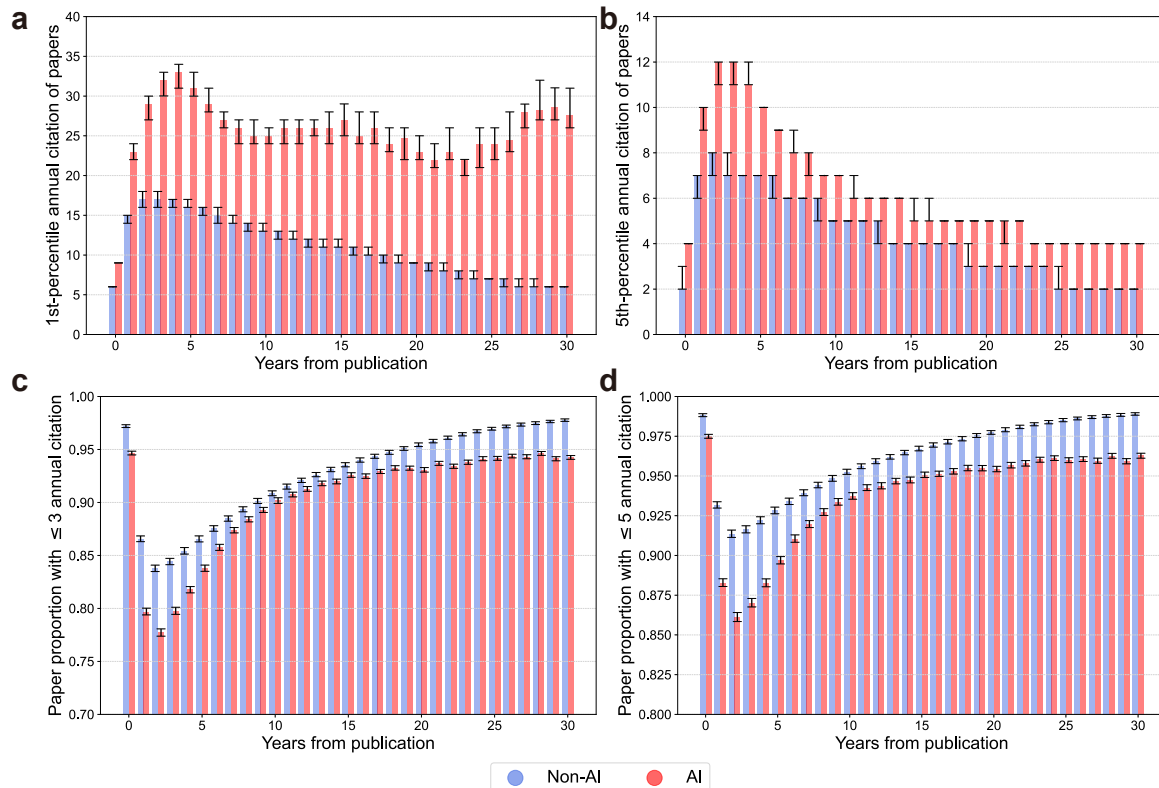 a
1st-percentile annual citation of papers
40
35
30
25
20
15
10
5
0
0 5 10 15 20 25 30
Years from publication
b
5th-percentile annual citation of papers
14
12
10
8
6
4
2
0
0 5 10 15 20 25 30
Years from publication
c
Paper proportion with ≤ 3 annual citation
1.00
0.95
0.90
0.85
0.80
0.75
0.70
0 5 10 15 20 25 30
Years from publication
d
Paper proportion with ≤ 5 annual citation
1.000
0.975
0.950
0.925
0.900
0.875
0.850
0.825
0.800
0 5 10 15 20 25 30
Years from publication
Non-AI AI